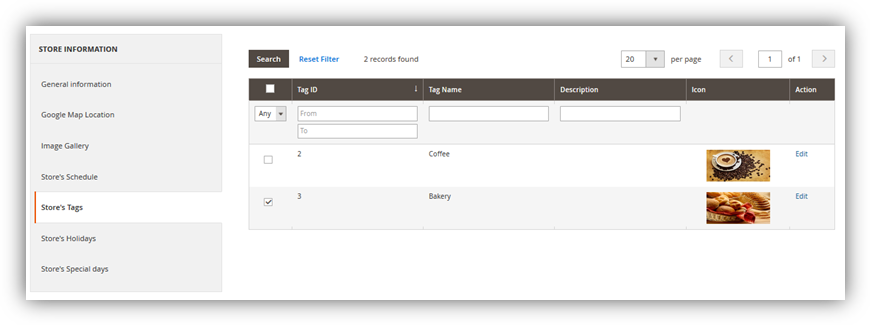 STORE INFORMATION
General information
Google Map Location
Image Gallery
Store's Schedule
Store's Tags
Store's Holidays
Store's Special days
Search Reset Filter 2 records found 20 per page 1 of 1
Tag ID ↓ Tag Name Description Icon Action
Any From
To
2 Coffee Edit
3 Bakery Edit